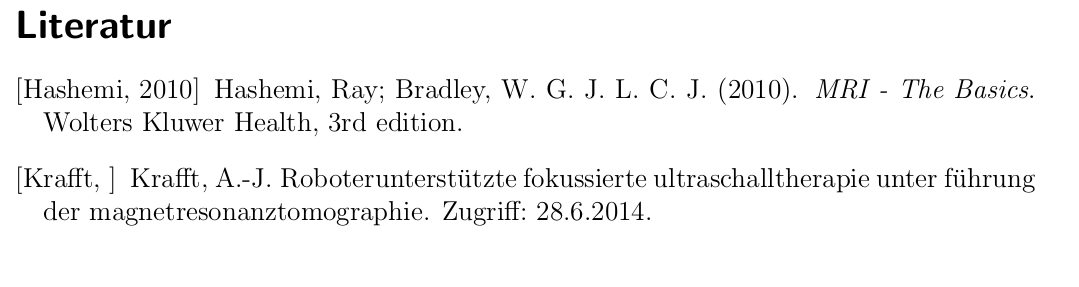 Literatur
[Hashemi, 2010] Hashemi, Ray; Bradley, W. G. J. L. C. J. (2010). MRI - The Basics.
Wolters Kluwer Health, 3rd edition.
[Krafft, ] Krafft, A.-J. Roboterunterstützte fokussierte ultraschalltherapie unter führung
der magnetresonanztomographie. Zugriff: 28.6.2014.